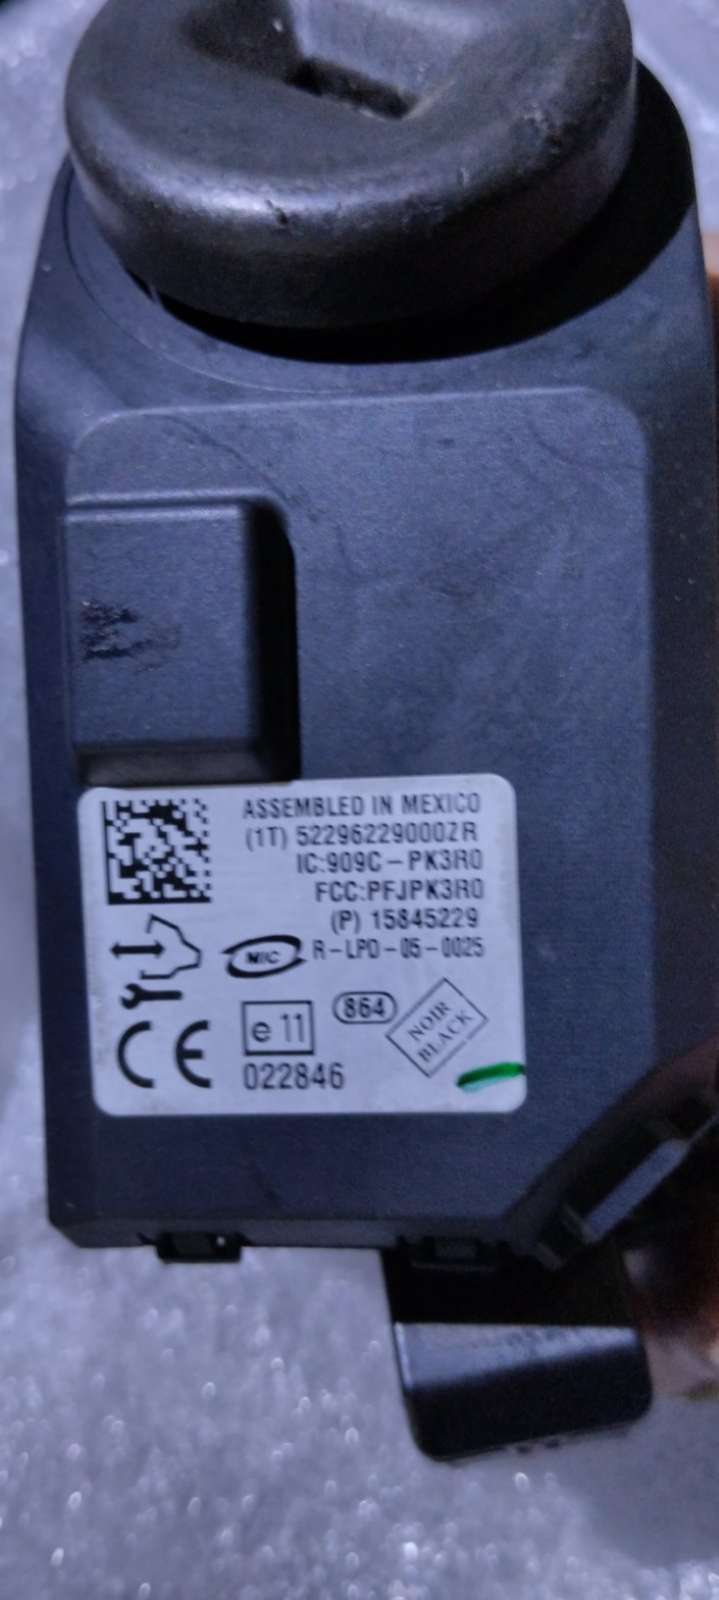 ASSEMBLED IN MEXICO
(1T) 522962290002R
IC:909C-PK3R0
FCC:PFJPK3R0
(P) 15845229
MIC R-LPD-05-0025
CE
e 11
864
NOIR
BLACK
022846